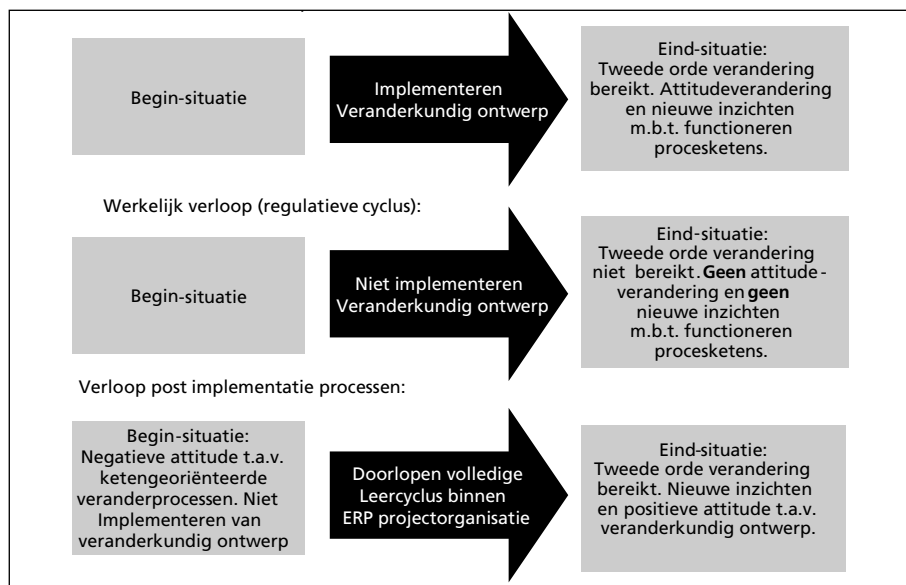 Begin-situatie
Implementeren
Veranderkundig ontwerp
Eind-situatie:
Tweede orde verandering
bereikt. Attitudeverandering
en nieuwe inzichten
m.b.t. functioneren
procesketens.
Werkelijk verloop (regulatieve cyclus):
Begin-situatie
Niet implementeren
Veranderkundig ontwerp
Eind-situatie:
Tweede orde verandering
niet bereikt. Geen attitude-
verandering en geen
nieuwe inzichten
m.b.t. functioneren
procesketens.
Verloop post implementatie processen:
Begin-situatie:
Negatieve attitude t.a.v.
ketengeoriënteerde
veranderprocessen. Niet
Implementeren van
veranderkundig ontwerp
Doorlopen volledige
Leercyclus binnen
ERP projectorganisatie
Eind-situatie:
Tweede orde verandering
bereikt. Nieuwe inzichten
en positieve attitude t.a.v.
veranderkundig ontwerp.